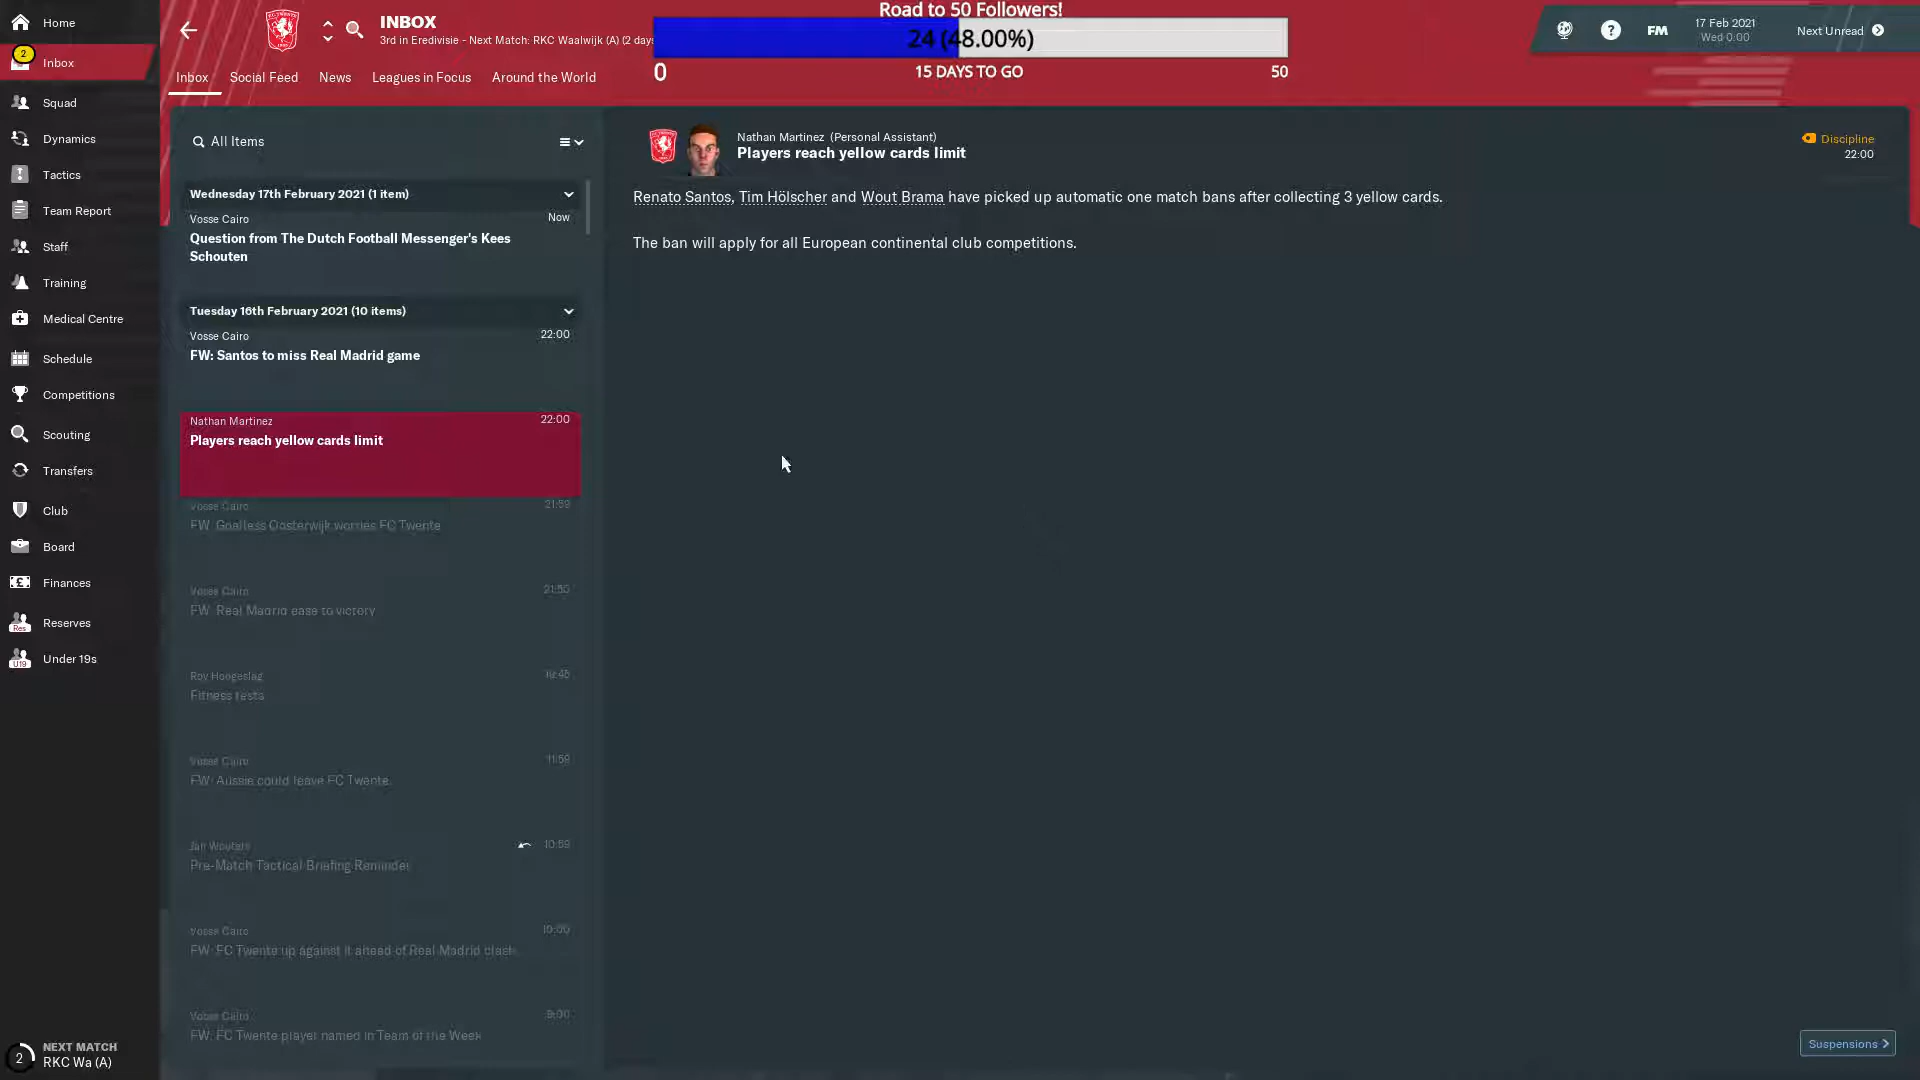 Home
2
Inbox
Squad
Dynamics
Tactics
Team Report
Staff
Training
Medical Centre
Schedule
Competitions
Scouting
Transfers
Club
Board
Finances
Res
Reserves
U19
Under 19s
2
NEXT MATCH
RKC Wa (A)
INBOX
3rd in Eredivisie - Next Match: RKC Waalwijk (A) (2 days
Inbox
Social Feed
News
Leagues in Focus
Around the World
Road to 50 Followers!
24 (48.00%)
0
15 DAYS TO GO
50
FM
17 Feb 2021
Wed 0:00
Next Unread
All Items
Wednesday 17th February 2021 (1 item)
Vosse Cairo
Now
Question from The Dutch Football Messenger's Kees
Schouten
Tuesday 16th February 2021 (10 items)
Vosse Cairo
22:00
FW: Santos to miss Real Madrid game
Nathan Martinez
22:00
Players reach yellow cards limit
Vosse Cairo
21:59
FW: Goalless Oosterwijk worries FC Twente
Vosse Cairo
FW: Real Madrid ease to victory
Roy Hoogeslag
Fitness tests
Vosse Cairo
11:59
FW: Aussie could leave FC Twente
Jan Wouters
10:59
Pre-Match Tactical Briefing Reminder
Vosse Cairo
10:00
FW: FC Twente up against it ahead of Real Madrid clash
Vosse Cairo
9:00
FW: FC Twente player named in Team of the Week
Nathan Martinez (Personal Assistant)
Players reach yellow cards limit
Discipline
22:00
Renato Santos, Tim Hölscher and Wout Brama have picked up automatic one match bans after collecting 3 yellow cards.
The ban will apply for all European continental club competitions.
Suspensions